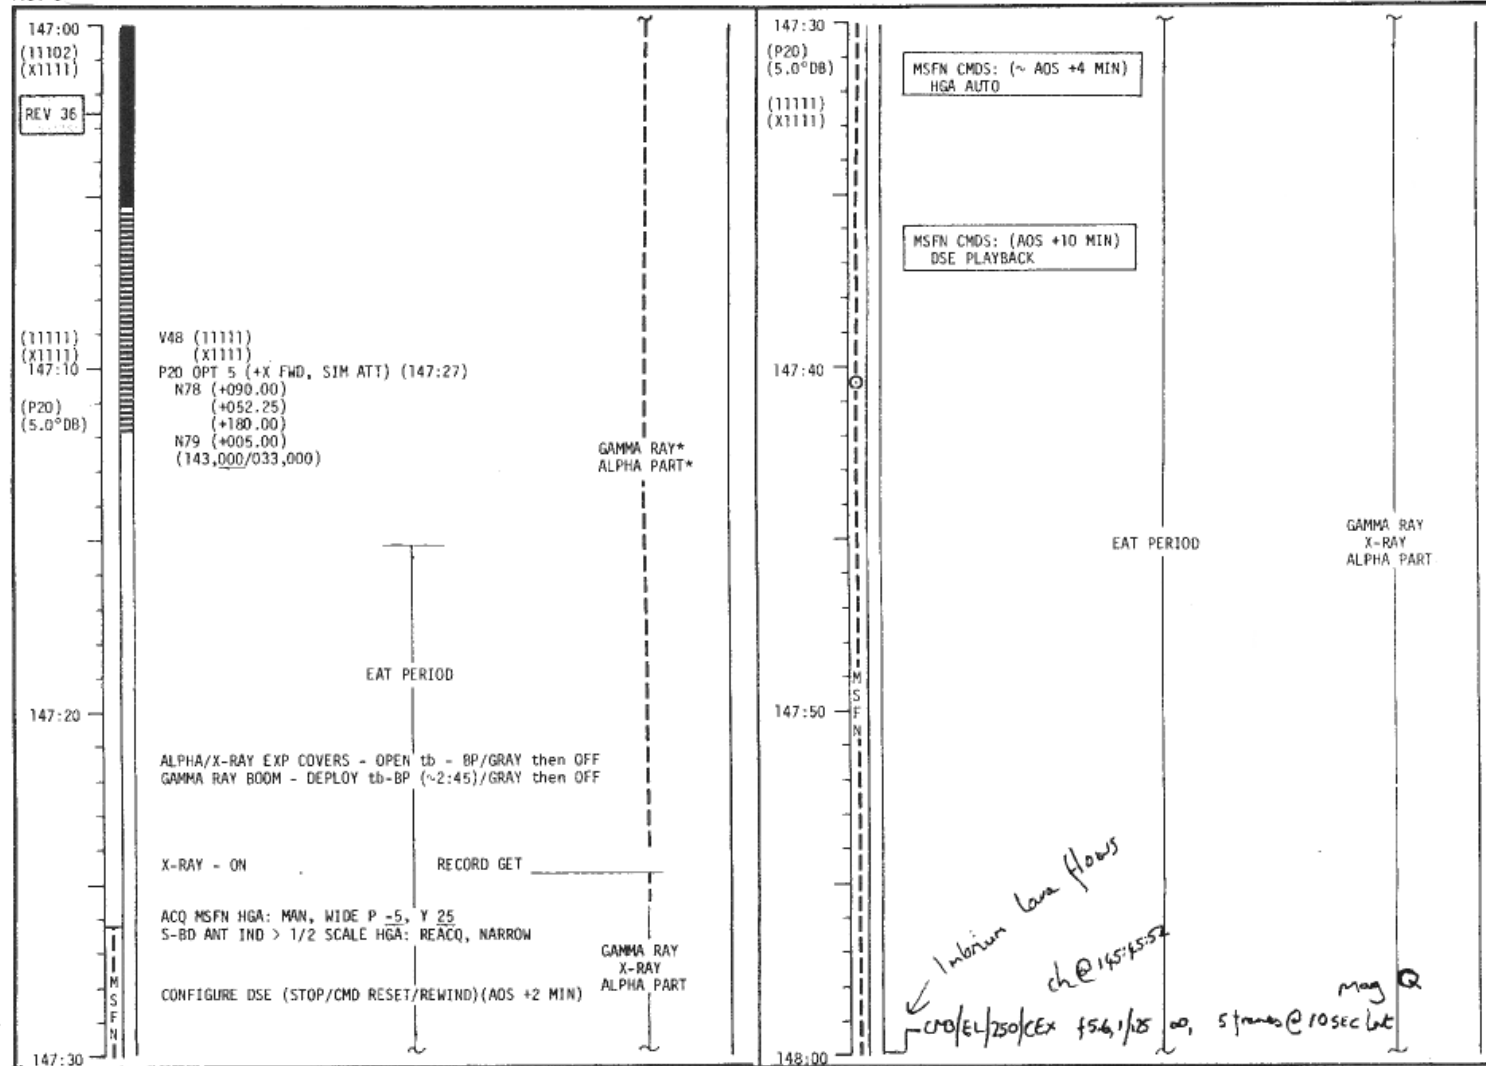 147:00
(11102)
(X1111)
REV 36
(11111)
(X1111)
147:10
(P20)
(5.0°DB)
V48 (11111)
(X1111)
P20 OPT 5 (+X FWD, SIM ATT) (147:27)
N78 (+090.00)
(+052.25)
(+180.00)
N79 (+005.00)
(143,000/033,000)
GAMMA RAY*
ALPHA PART*
EAT PERIOD
147:20
ALPHA/X-RAY EXP COVERS - OPEN tb - BP/GRAY then OFF
GAMMA RAY BOOM - DEPLOY tb-BP (~2:45)/GRAY then OFF
X-RAY - ON RECORD GET
ACQ MSFN HGA: MAN, WIDE P -5, Y 25
S-BD ANT IND > 1/2 SCALE HGA: REACQ, NARROW
GAMMA RAY
X-RAY
ALPHA PART
CONFIGURE DSE (STOP/CMD RESET/REWIND)(AOS +2 MIN)
MSFN
147:30
147:30
(P20)
(5.0°DB)
(11111)
(X1111)
MSFN CMDS: (~ AOS +4 MIN)
HGA AUTO
MSFN CMDS: (AOS +10 MIN)
DSE PLAYBACK
147:40
EAT PERIOD
GAMMA RAY
X-RAY
ALPHA PART
MSFN
147:50
Imbrium Lava flows
ch @ 145:45:52
mag Q
CMO/EL/250/CEX f5.6, 1/125 ∞, 5 frames @ 10 SEC
148:00